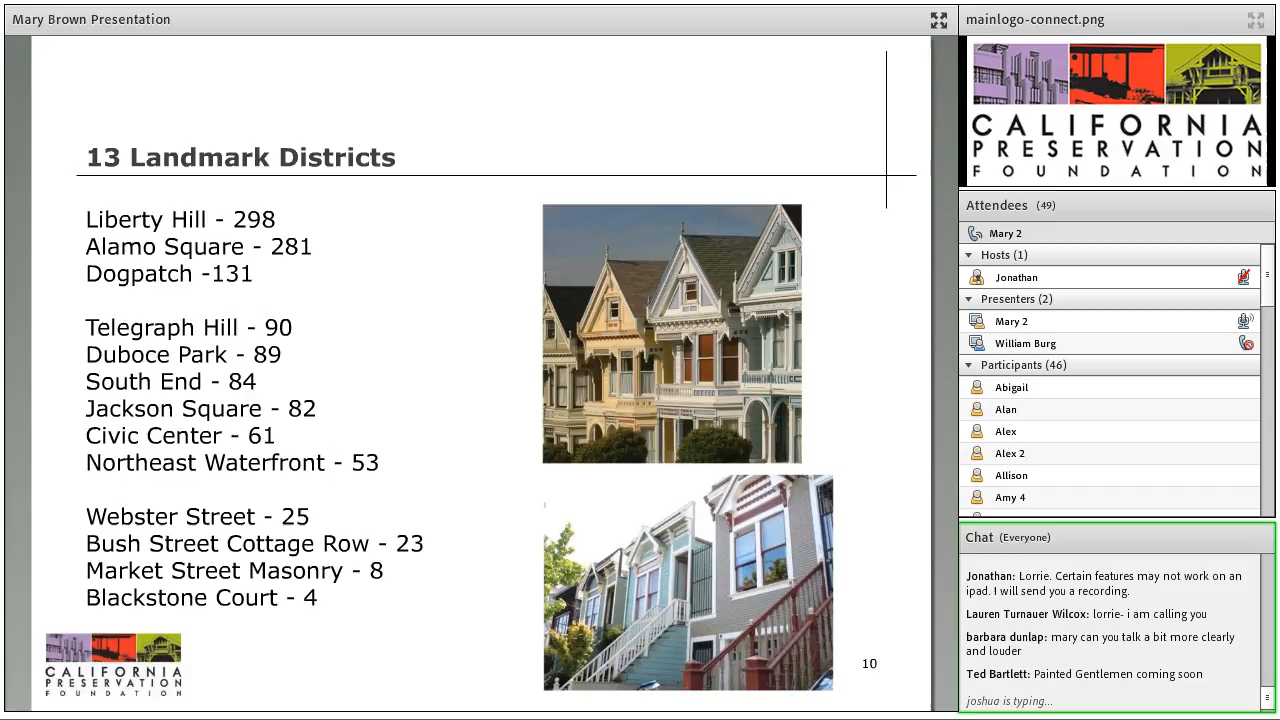 Mary Brown Presentation
13 Landmark Districts
Liberty Hill - 298
Alamo Square - 281
Dogpatch -131
Telegraph Hill - 90
Duboce Park - 89
South End - 84
Jackson Square - 82
Civic Center - 61
Northeast Waterfront - 53
Webster Street - 25
Bush Street Cottage Row - 23
Market Street Masonry - 8
Blackstone Court - 4
CALIFORNIA
PRESERVATION
FOUNDATION
10
mainlogo-connect.png
CALIFORNIA
PRESERVATION
FOUNDATION
Attendees (49)
Mary 2
Hosts (1)
Jonathan
Presenters (2)
Mary 2
William Burg
Participants (46)
Abigail
Alan
Alex
Alex 2
Allison
Amy 4
Chat (Everyone)
Jonathan: Lorrie. Certain features may not work on an
ipad. I will send you a recording.
Lauren Turnauer Wilcox: lorrie- i am calling you
barbara dunlap: mary can you talk a bit more clearly
and louder
Ted Bartlett: Painted Gentlemen coming soon
joshua is typing...